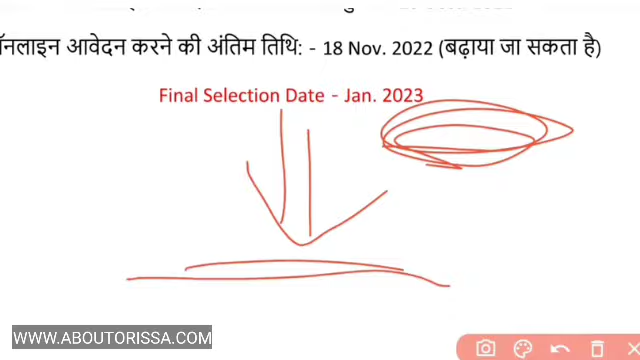 ऑनलाइन आवेदन करने की अंतिम तिथि: - 18 Nov. 2022 (बढ़ाया जा सकता है)
Final Selection Date - Jan. 2023
WWW.ABOUTORISSA.COM